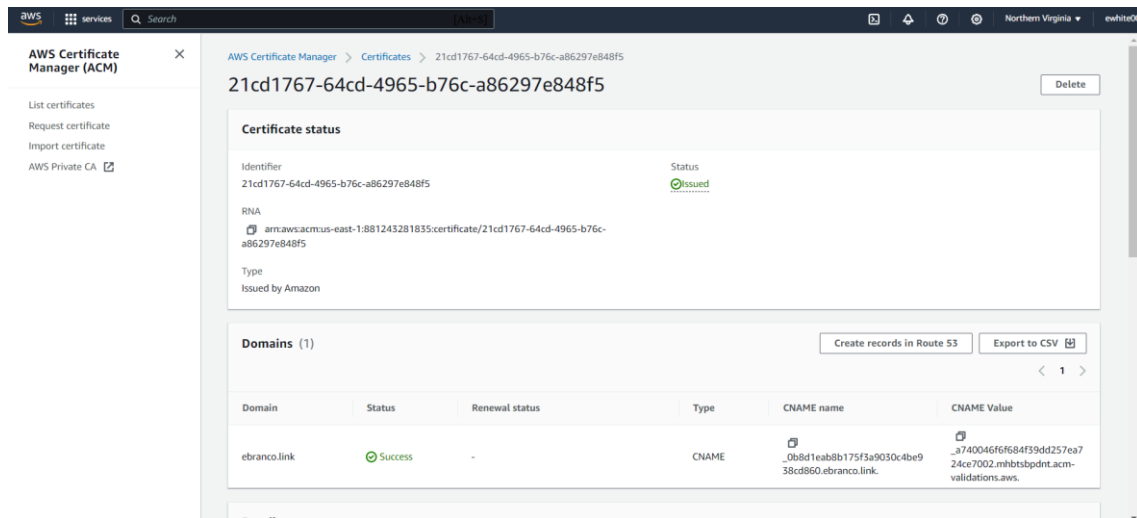 aws services Search [Alt+S] Northern Virginia ewhite0
AWS Certificate
Manager (ACM)
List certificates
Request certificate
Import certificate
AWS Private CA
AWS Certificate Manager > Certificates > 21cd1767-64cd-4965-b76c-a86297e848f5
21cd1767-64cd-4965-b76c-a86297e848f5
Delete
Certificate status
Identifier
21cd1767-64cd-4965-b76c-a86297e848f5
Status
Issued
RNA
arn:aws:acm:us-east-1:881243281835:certificate/21cd1767-64cd-4965-b76c-
a86297e848f5
Type
Issued by Amazon
Domains (1)
Create records in Route 53
Export to CSV
< 1 >
Domain Status Renewal status Type CNAME name CNAME Value
ebranco.link Success - CNAME
_0b8d1eab8b175f3a9030c4be9
38cd860.ebranco.link.
_a740046f6f684f39dd257ea7
24ce7002.mhbtsbpdnt.acm-
validations.aws.